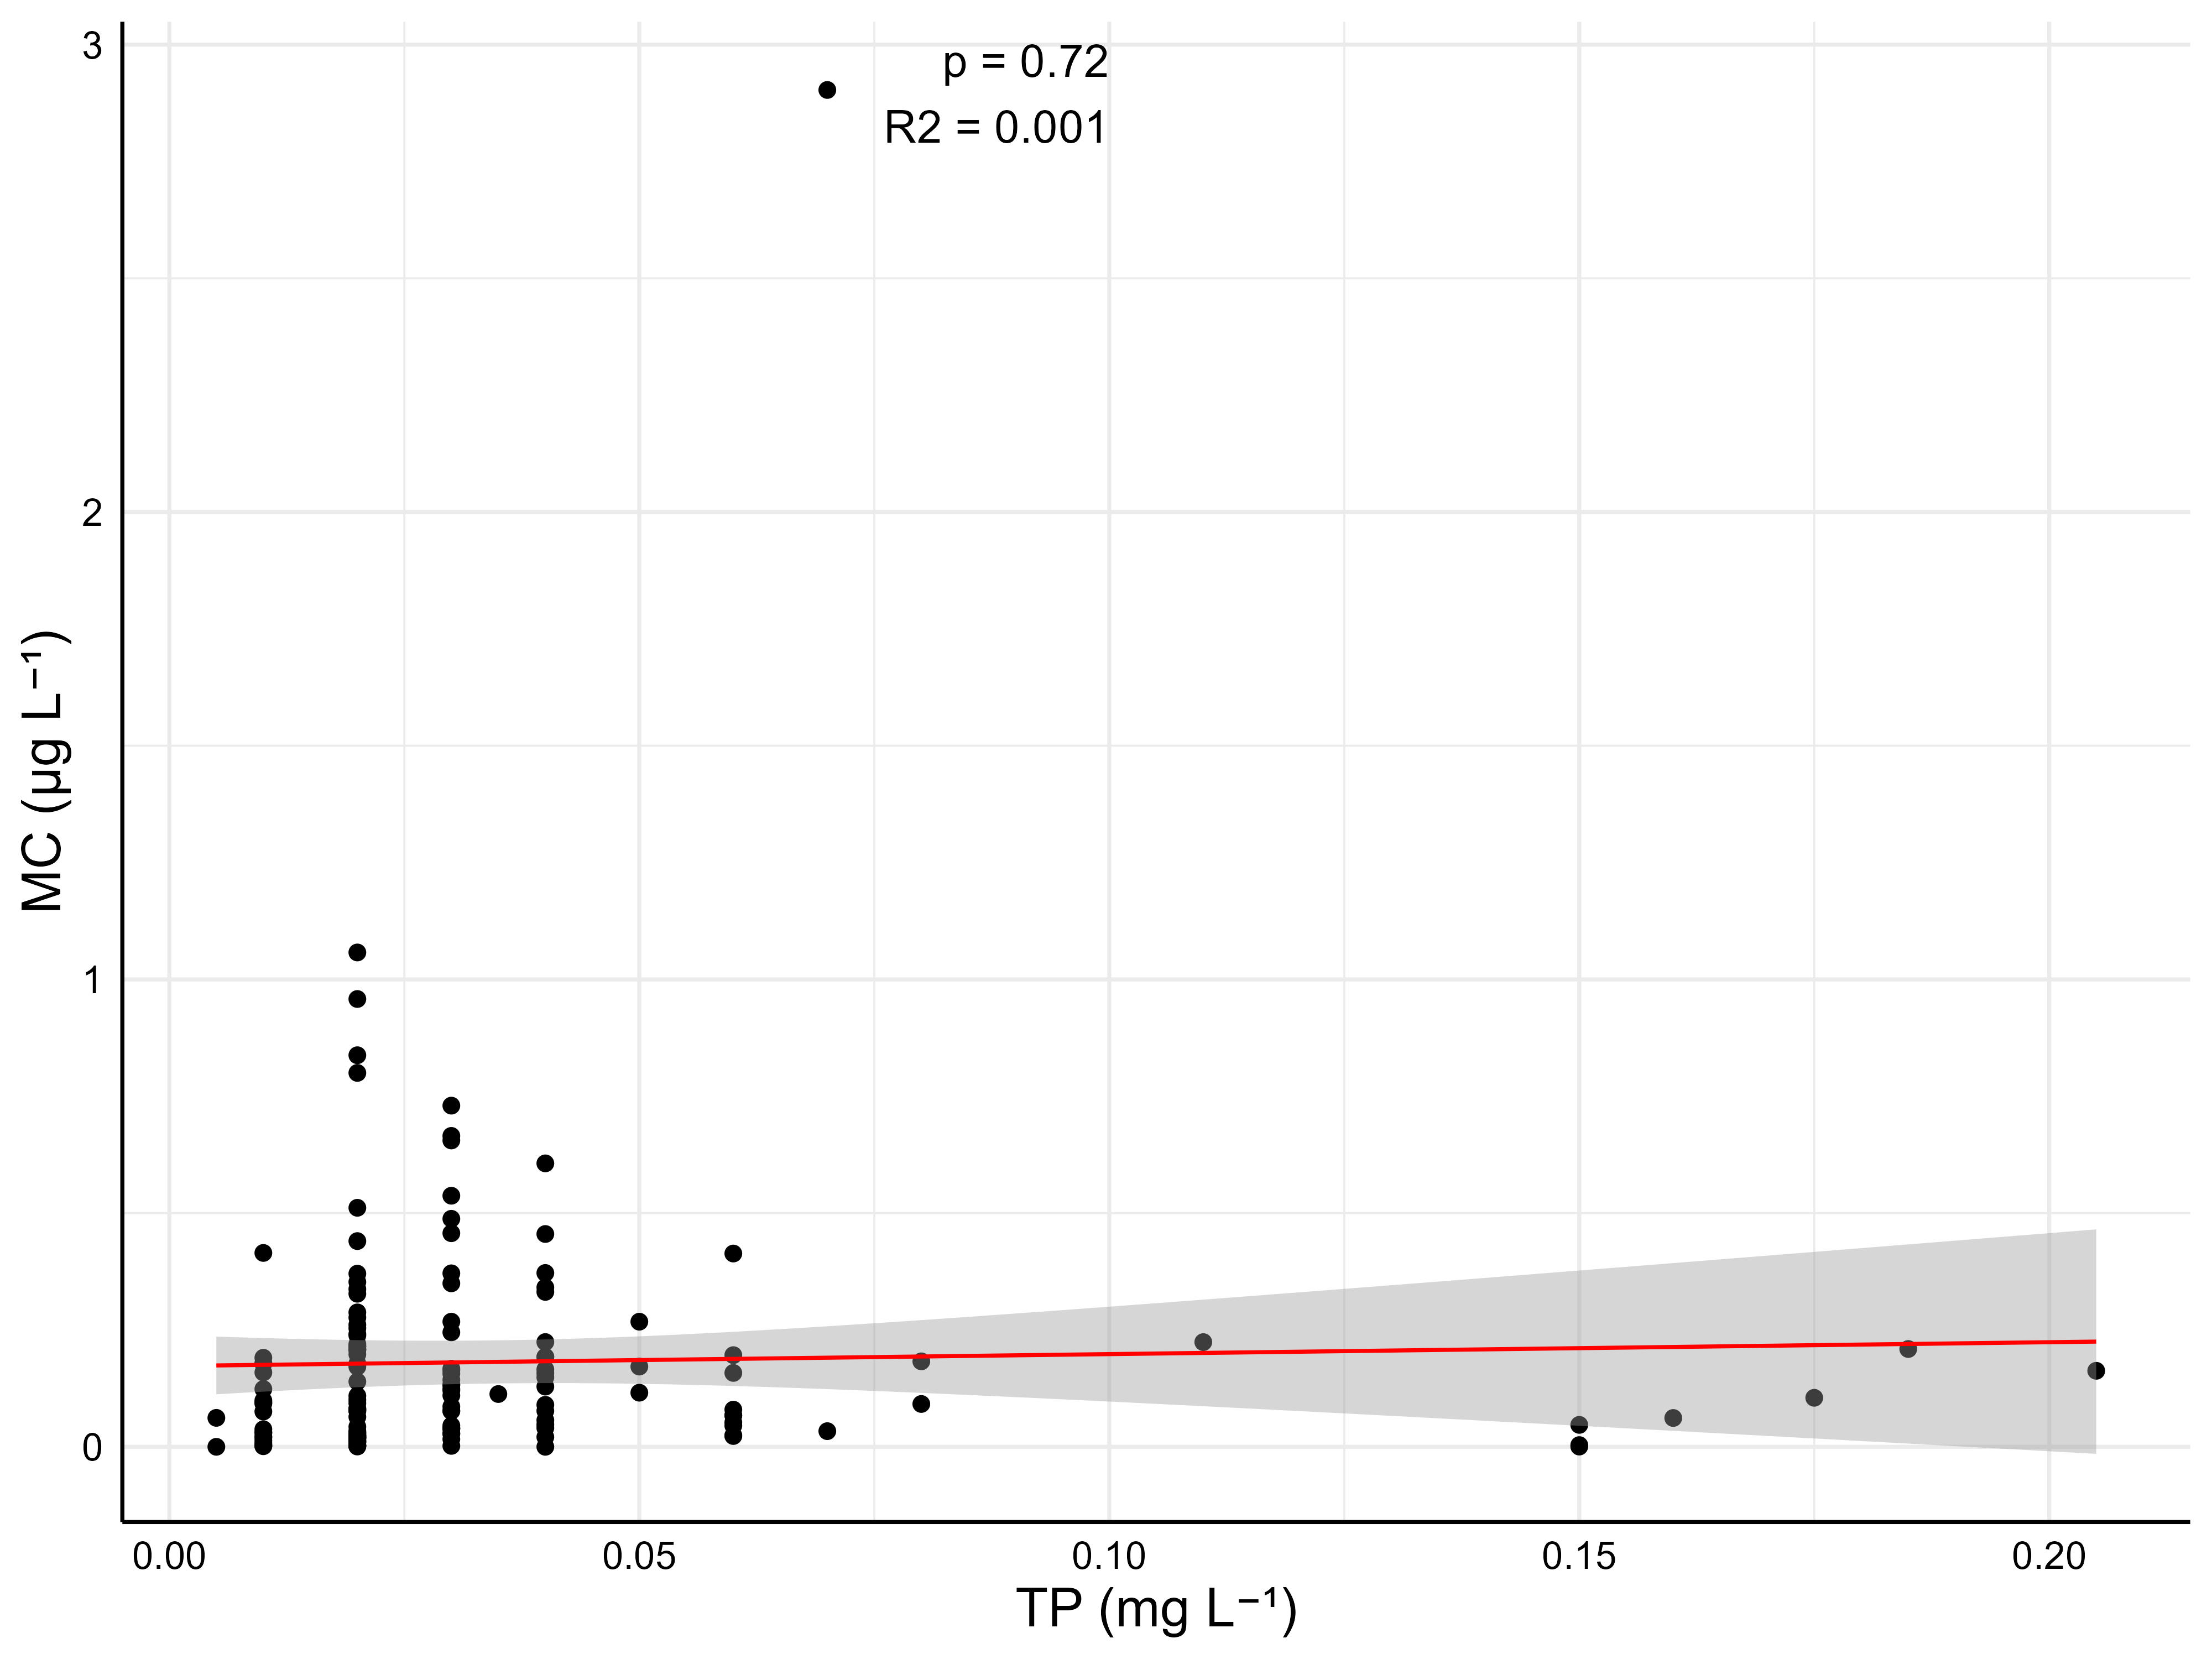 p = 0.72
R2 = 0.001
3
2
1
0
MC (µg L⁻¹)
0.00 0.05 0.10 0.15 0.20
TP (mg L⁻¹)